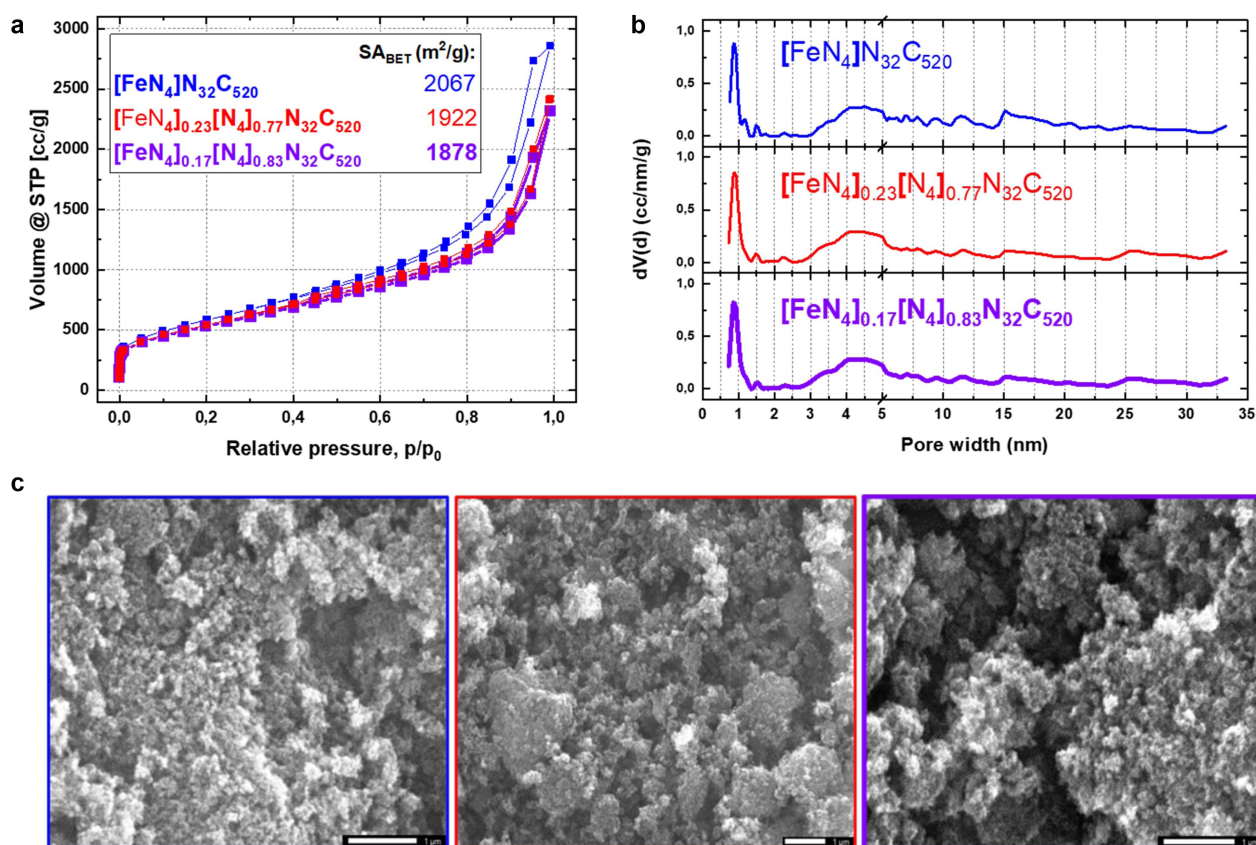 a
3000
2500
2000
1500
1000
500
0
Volume @ STP [cc/g]
SA_BET (m²/g):
[FeN₄]N₃₂C₅₂₀ 2067
[FeN₄]₀.₂₃[N₄]₀.₇₇N₃₂C₅₂₀ 1922
[FeN₄]₀.₁₇[N₄]₀.₈₃N₃₂C₅₂₀ 1878
0,0 0,2 0,4 0,6 0,8 1,0
Relative pressure, p/p₀
b
dV(d) (cc/nm/g)
1,0
0,5
0,0
[FeN₄]N₃₂C₅₂₀
1,0
0,5
0,0
[FeN₄]₀.₂₃[N₄]₀.₇₇N₃₂C₅₂₀
1,0
0,5
0,0
[FeN₄]₀.₁₇[N₄]₀.₈₃N₃₂C₅₂₀
0 1 2 3 4 5 10 15 20 25 30 35
Pore width (nm)
c
1µm
1µm
1µm